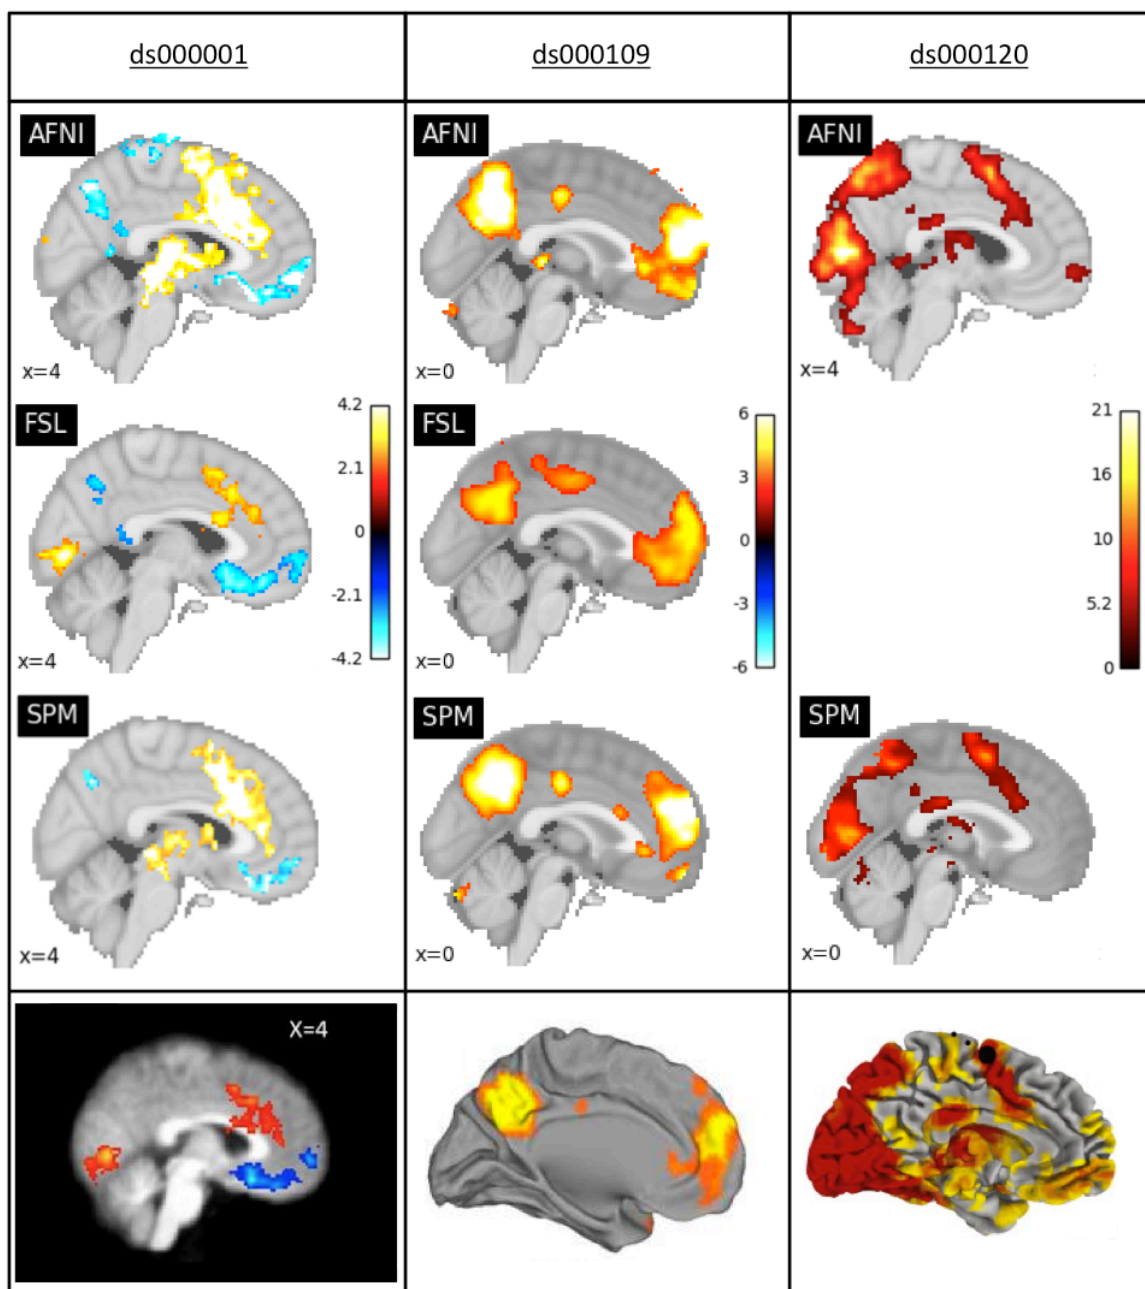 ds000001 ds000109 ds000120
AFNI AFNI AFNI
x=4 x=0 x=4
FSL 4.2 FSL 6 21
2.1 3 16
0 0 10
-2.1 -3 5.2
x=4 -4.2 x=0 -6 0
SPM SPM SPM
x=4 x=0 x=0
X=4